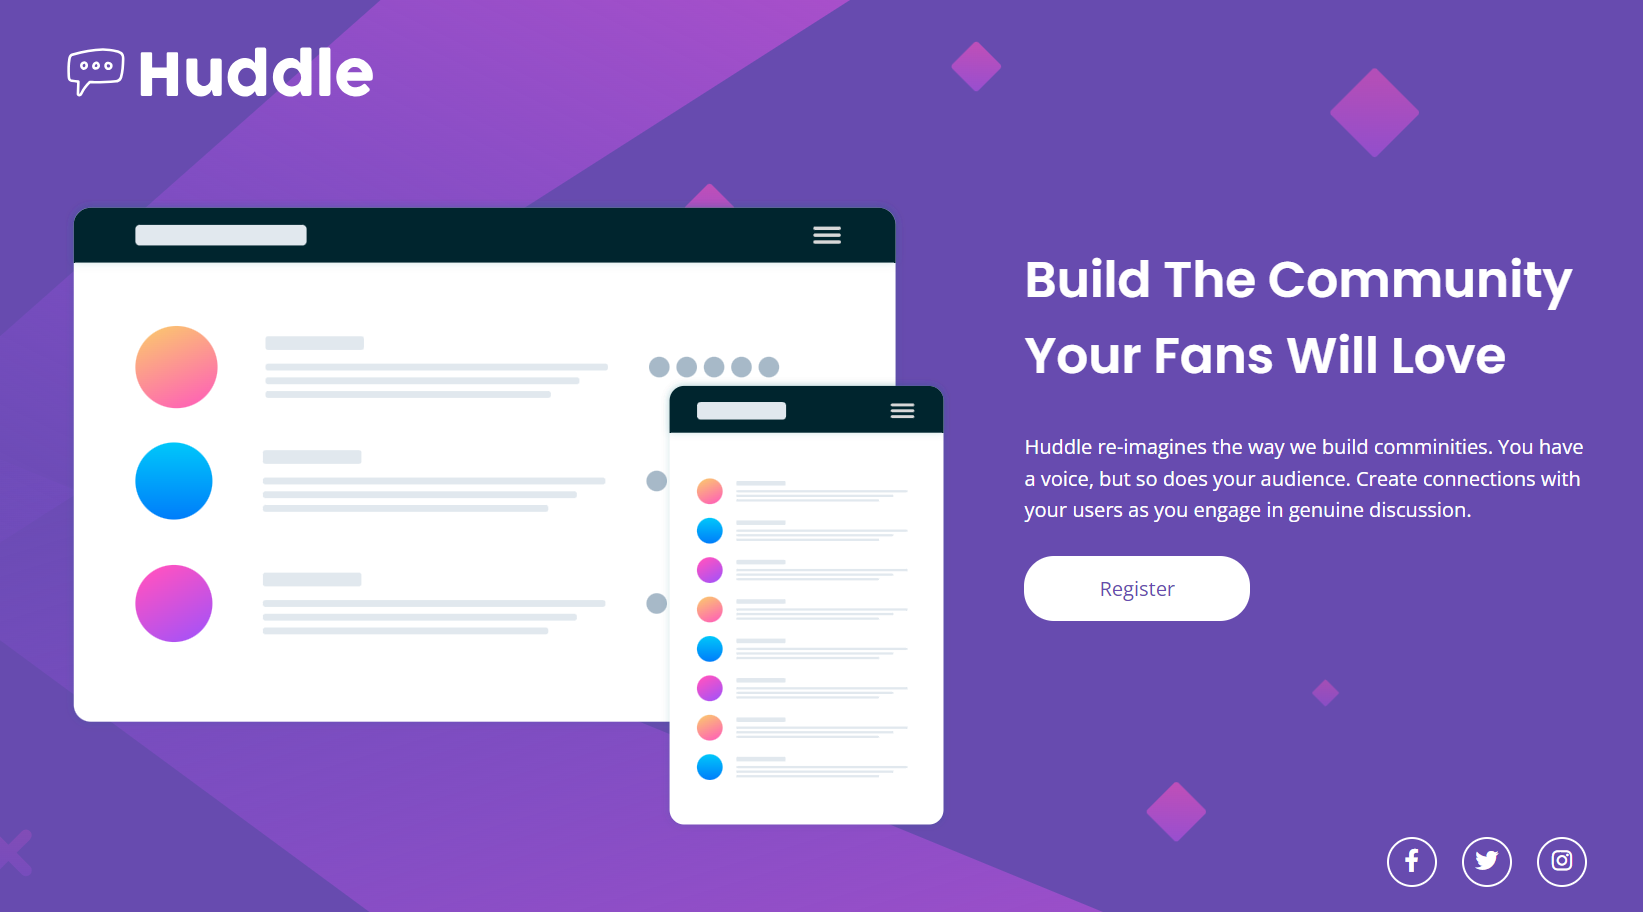 Huddle
Build The Community
Your Fans Will Love
Huddle re-imagines the way we build comminities. You have
a voice, but so does your audience. Create connections with
your users as you engage in genuine discussion.
Register